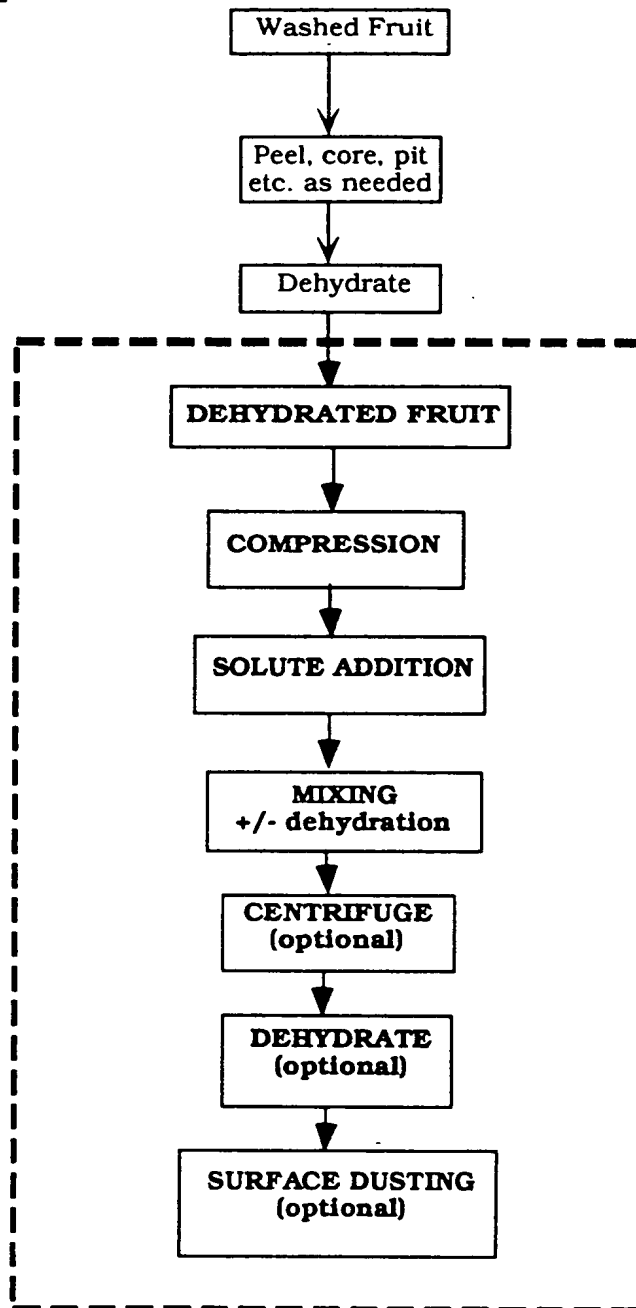 Washed Fruit
Peel, core, pit
etc. as needed
Dehydrate
DEHYDRATED FRUIT
COMPRESSION
SOLUTE ADDITION
MIXING
+/- dehydration
CENTRIFUGE
(optional)
DEHYDRATE
(optional)
SURFACE DUSTING
(optional)